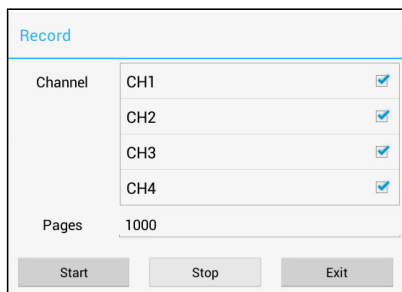 Record
Channel CH1
CH2
CH3
CH4
Pages 1000
Start Stop Exit